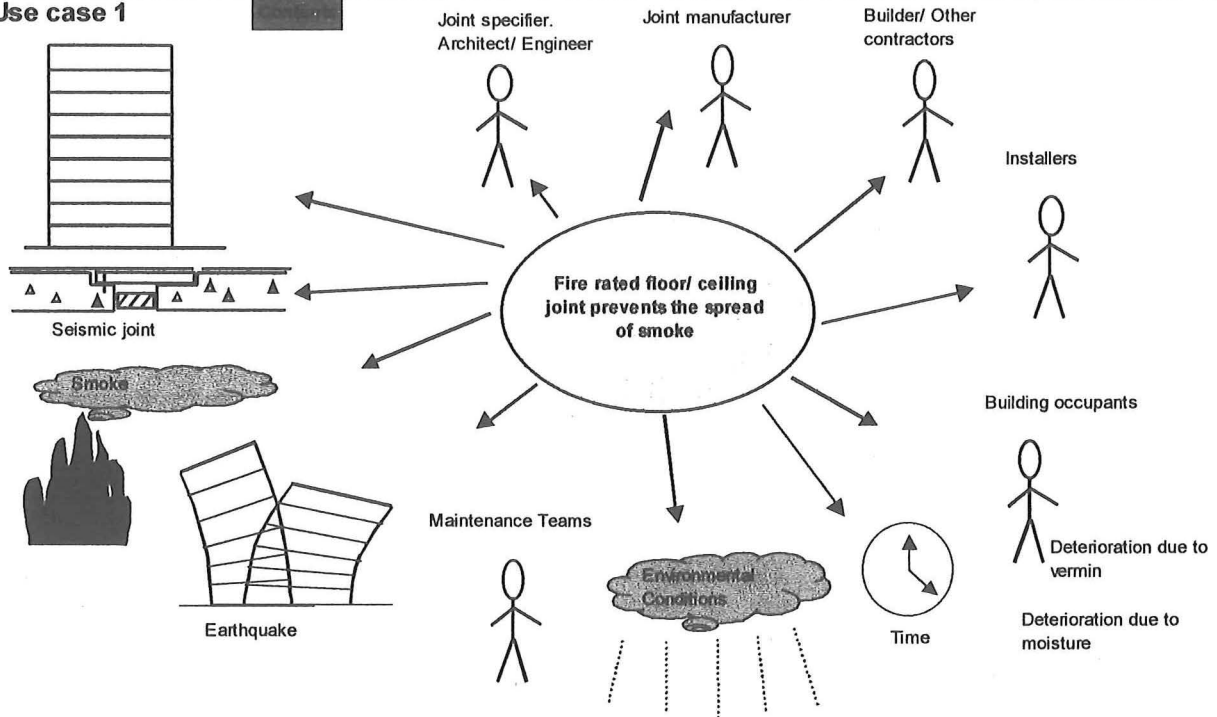 Use case 1
Joint specifier.
Architect/ Engineer
Joint manufacturer
Builder/ Other
contractors
Installers
Fire rated floor/ ceiling
joint prevents the spread
of smoke
Seismic joint
Smoke
Building occupants
Maintenance Teams
Environmental
Conditions
Deterioration due to
vermin
Earthquake
Time
Deterioration due to
moisture